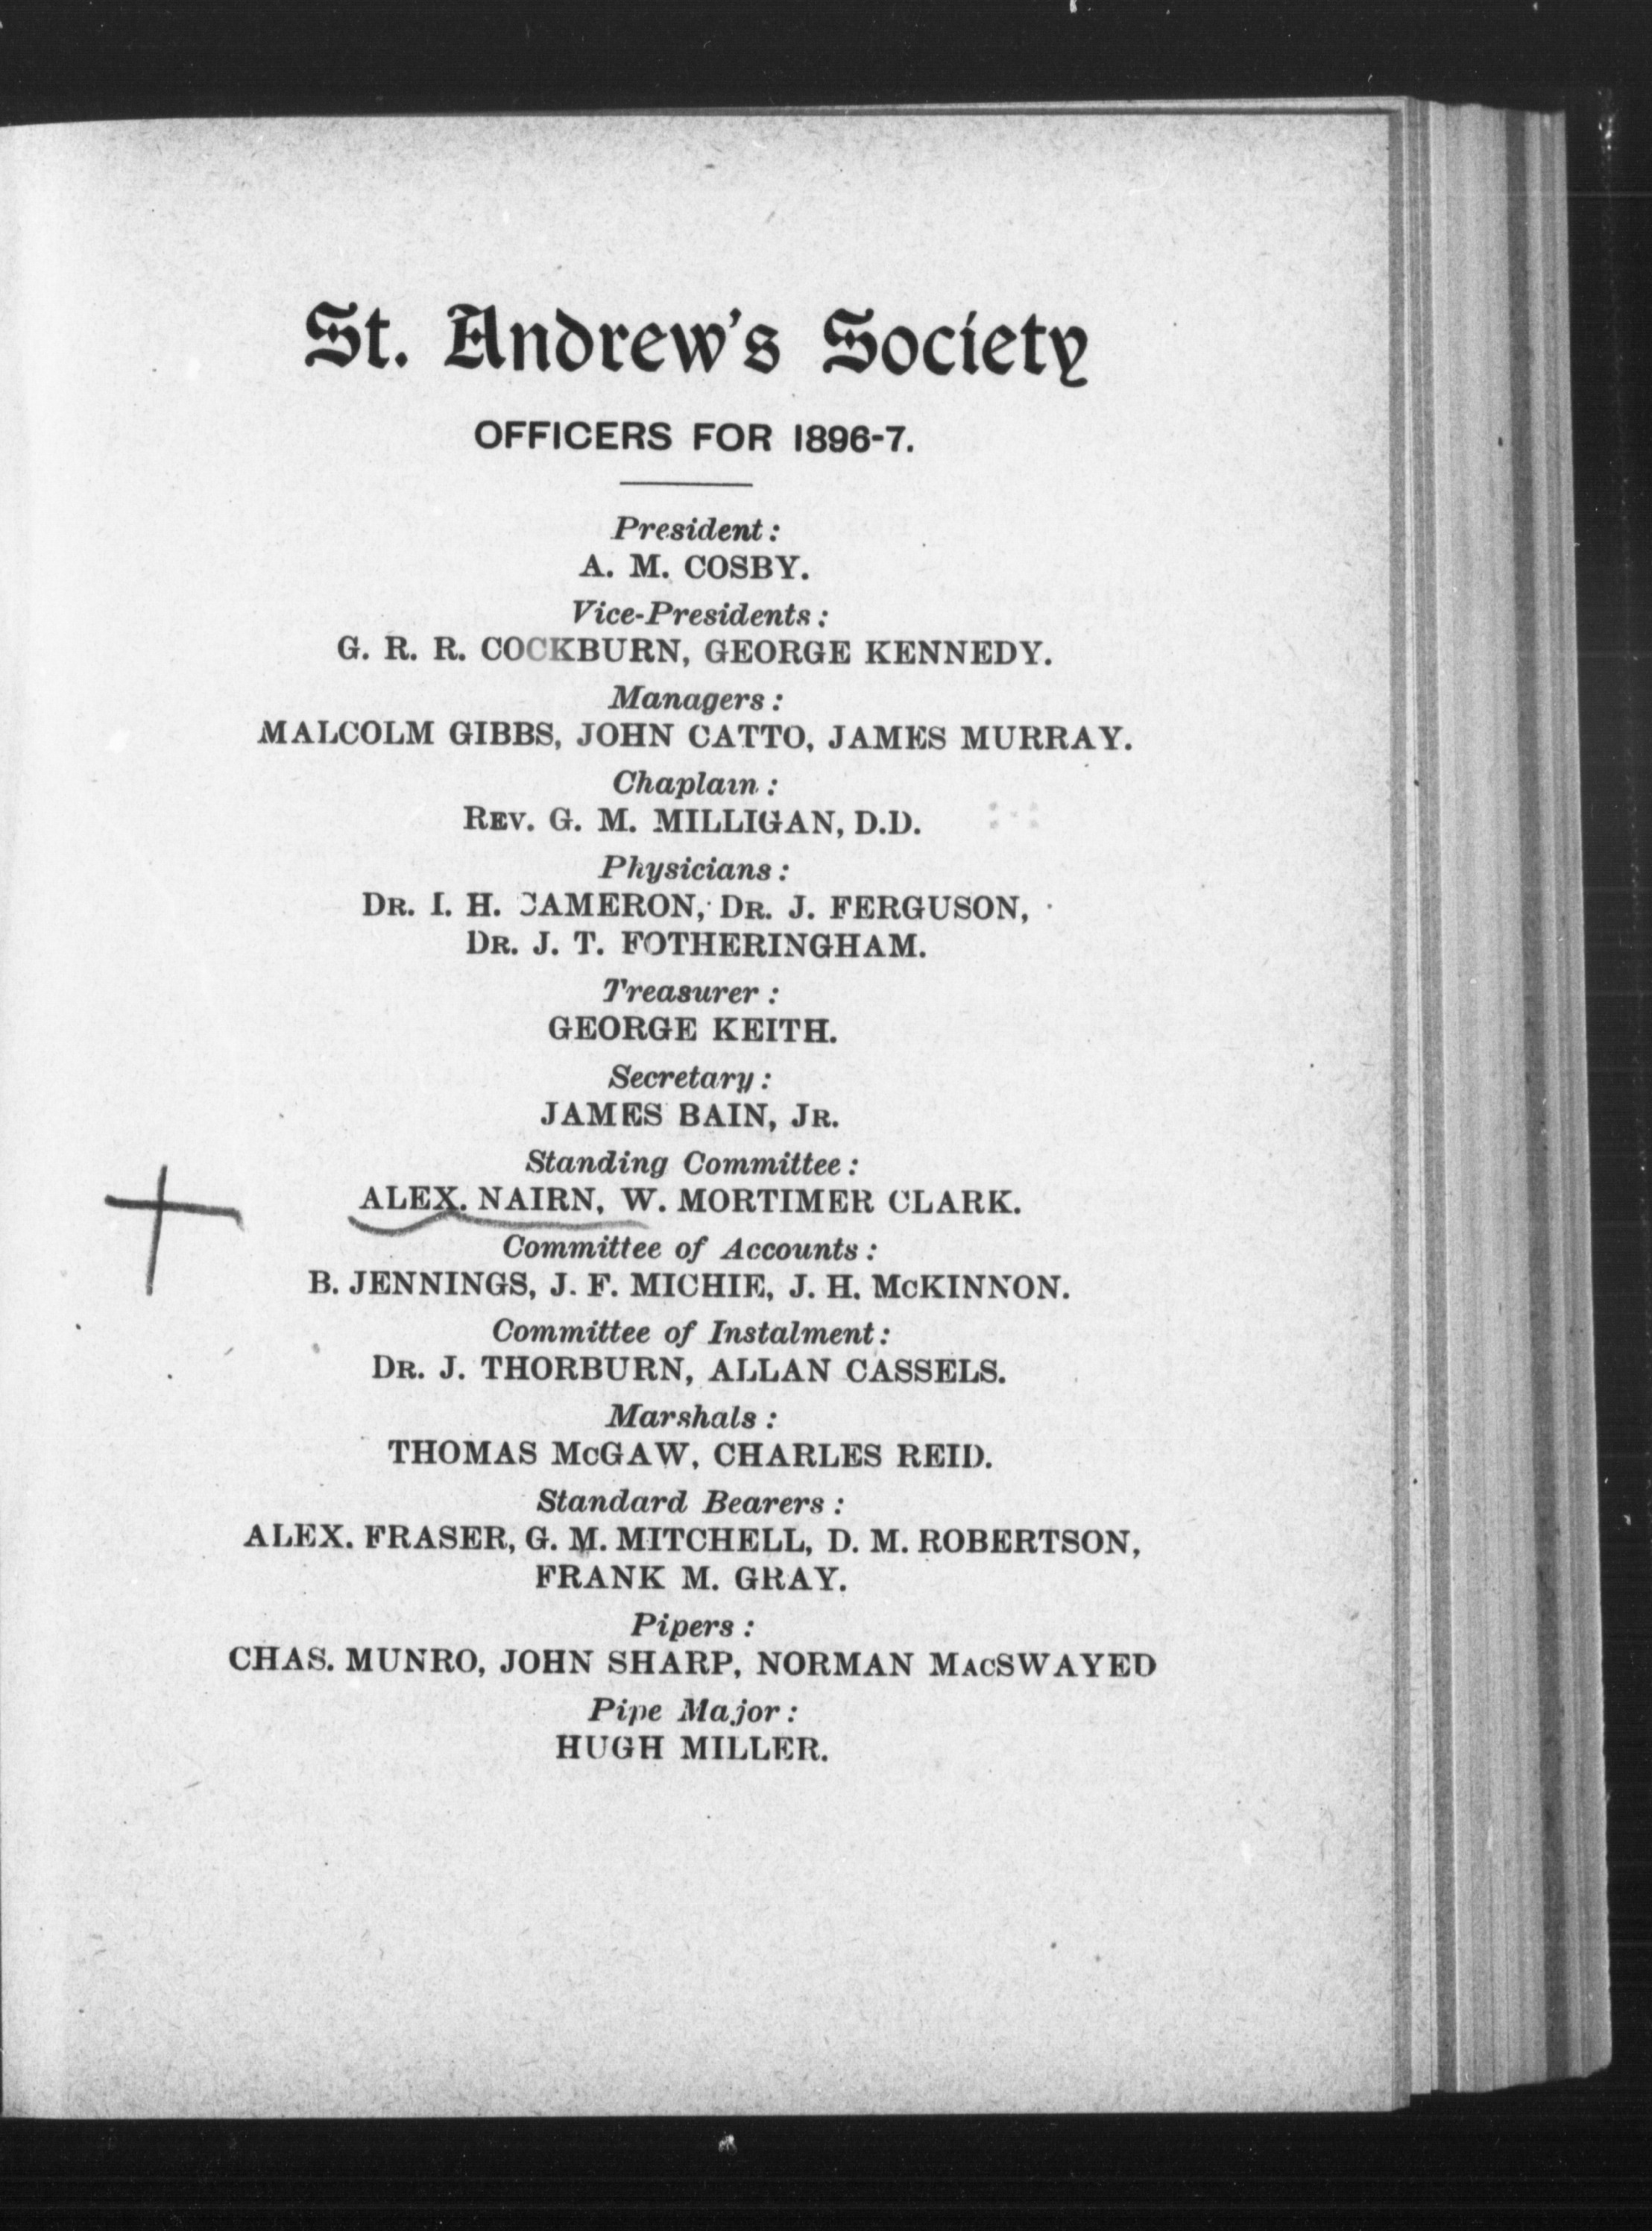 St. Andrew's Society
OFFICERS FOR 1896-7.
President:
A. M. COSBY.
Vice-Presidents:
G. R. R. COCKBURN, GEORGE KENNEDY.
Managers:
MALCOLM GIBBS, JOHN CATTO, JAMES MURRAY.
Chaplain:
REV. G. M. MILLIGAN, D.D.
Physicians:
DR. I. H. CAMERON, DR. J. FERGUSON,
DR. J. T. FOTHERINGHAM.
Treasurer:
GEORGE KEITH.
Secretary:
JAMES BAIN, JR.
Standing Committee:
ALEX. NAIRN, W. MORTIMER CLARK.
Committee of Accounts:
B. JENNINGS, J. F. MICHIE, J. H. McKINNON.
Committee of Instalment:
DR. J. THORBURN, ALLAN CASSELS.
Marshals:
THOMAS McGAW, CHARLES REID.
Standard Bearers:
ALEX. FRASER, G. M. MITCHELL, D. M. ROBERTSON,
FRANK M. GRAY.
Pipers:
CHAS. MUNRO, JOHN SHARP, NORMAN MACSWAYED
Pipe Major:
HUGH MILLER.